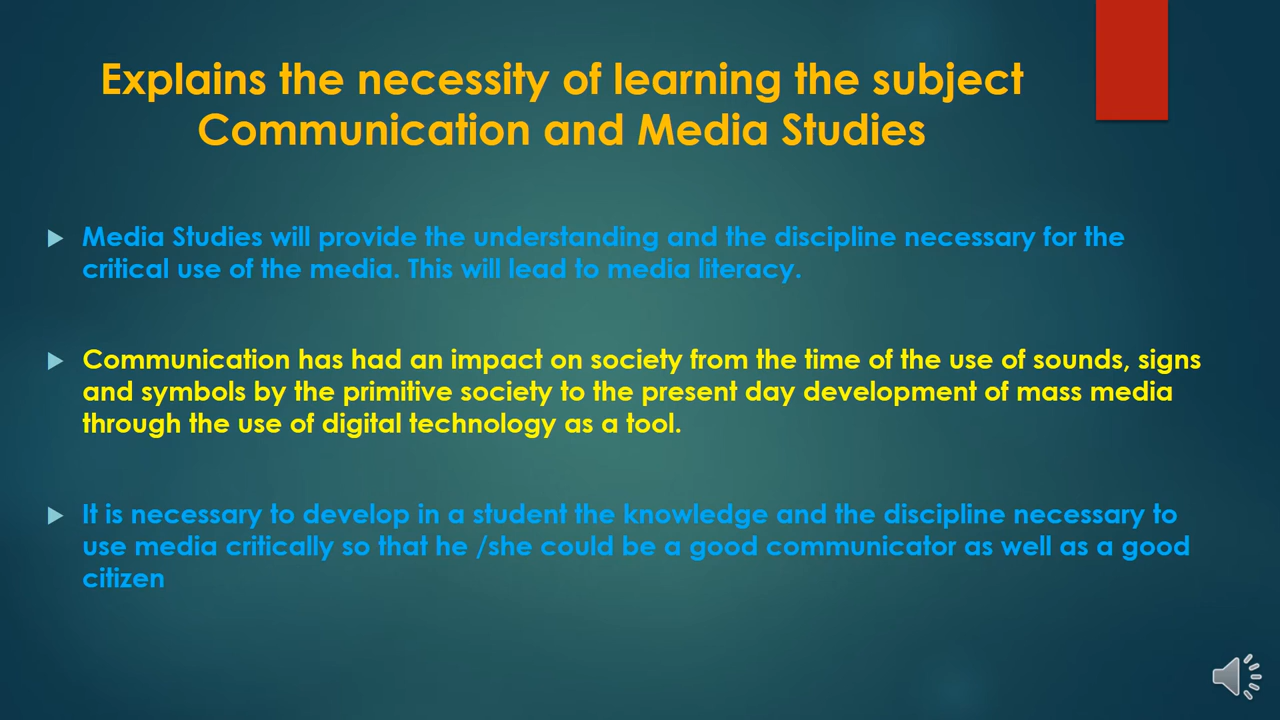 Explains the necessity of learning the subject
Communication and Media Studies
Media Studies will provide the understanding and the discipline necessary for the
critical use of the media. This will lead to media literacy.
Communication has had an impact on society from the time of the use of sounds, signs
and symbols by the primitive society to the present day development of mass media
through the use of digital technology as a tool.
It is necessary to develop in a student the knowledge and the discipline necessary to
use media critically so that he /she could be a good communicator as well as a good
citizen